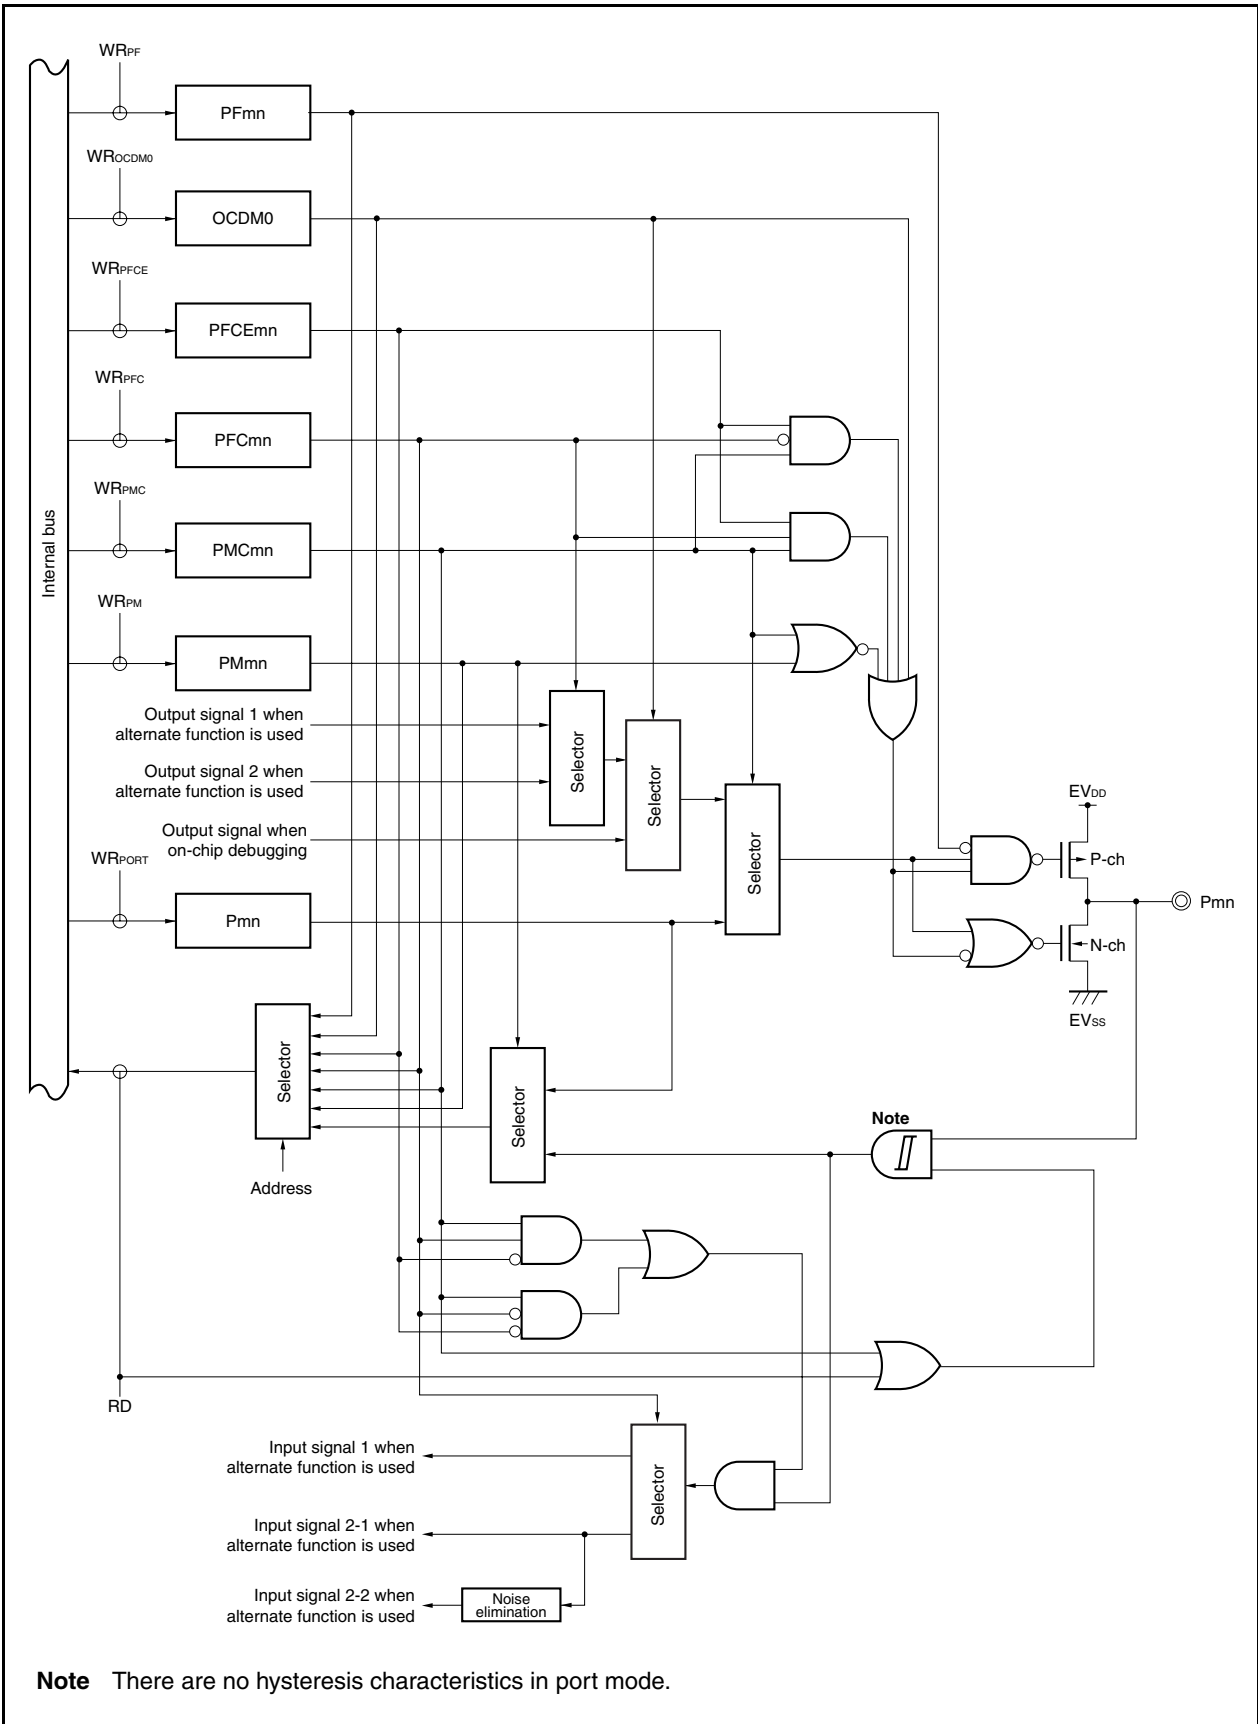 WRPF
PFmn
WROCDM0
OCDM0
WRPFCE
PFCEmn
WRPFC
PFCmn
WRPMC
PMCmn
Internal bus
WRPM
PMmn
Output signal 1 when
alternate function is used
Output signal 2 when
alternate function is used
Selector
Selector
Output signal when
on-chip debugging
Selector
WRPORT
Pmn
EVDD
P-ch
Pmn
N-ch
EVSS
Selector
Selector
Address
Note
RD
Input signal 1 when
alternate function is used
Selector
Input signal 2-1 when
alternate function is used
Input signal 2-2 when
alternate function is used
Noise
elimination
Note There are no hysteresis characteristics in port mode.